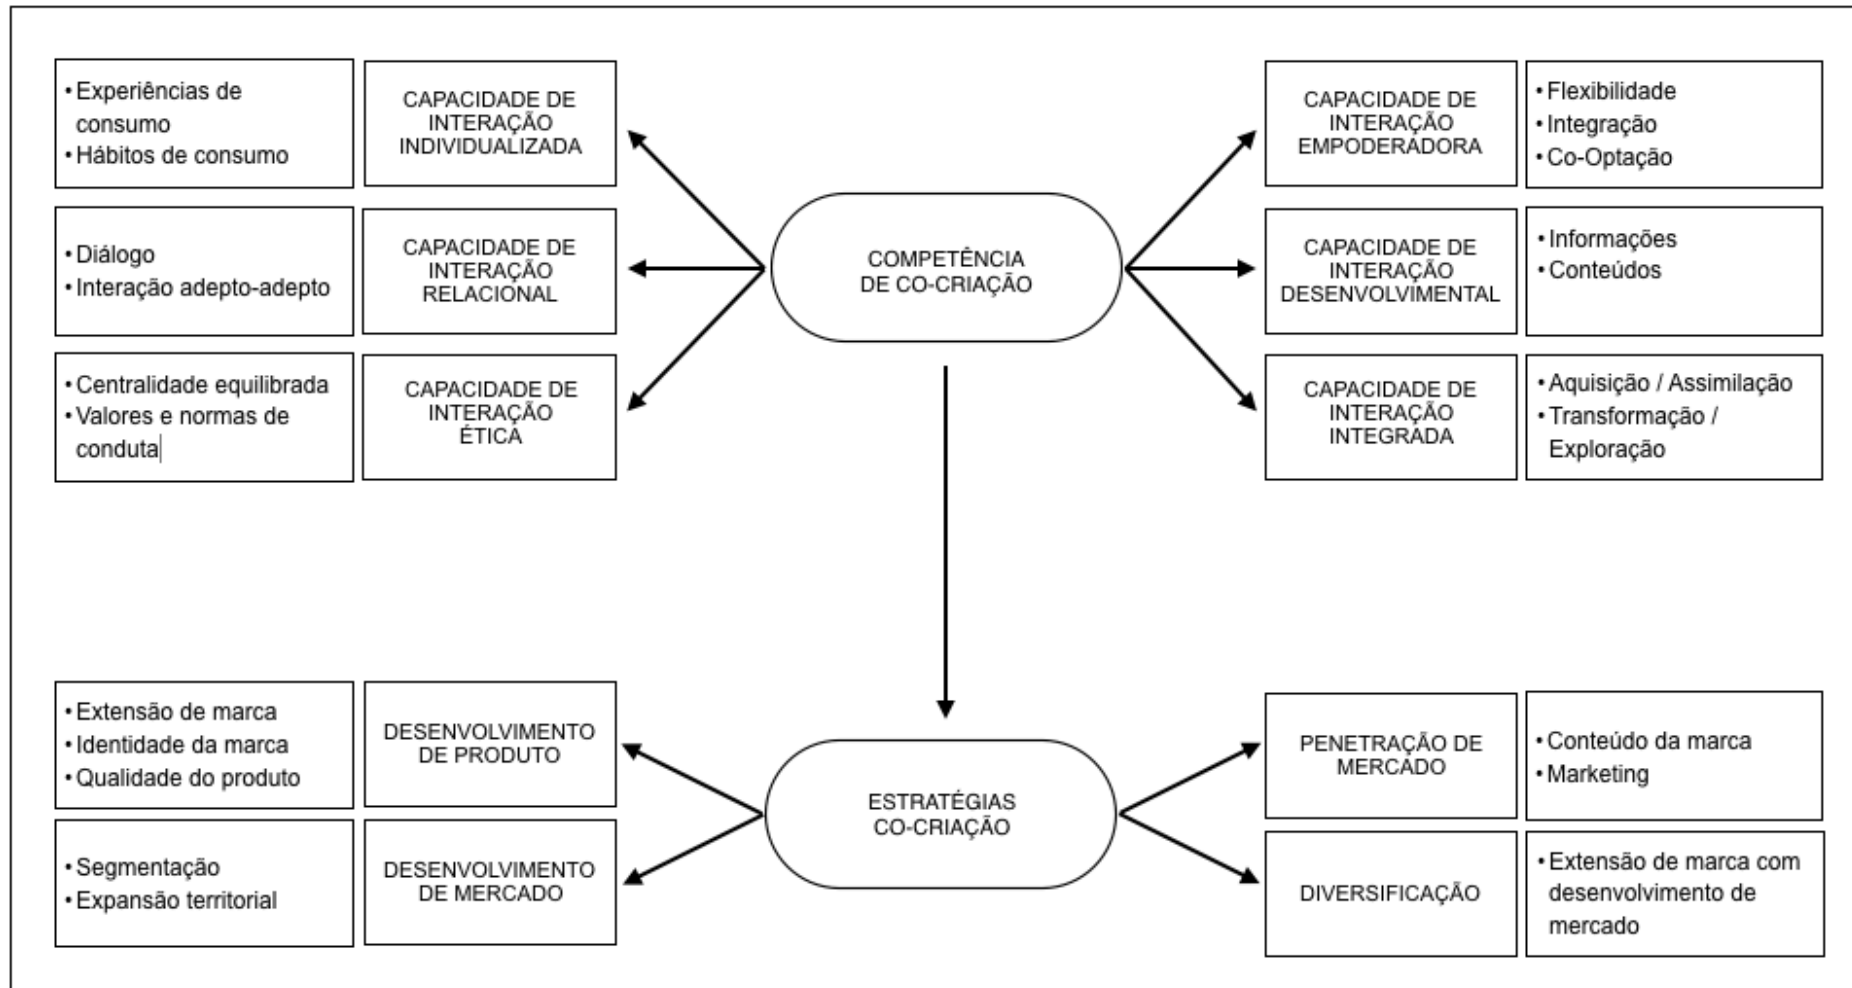 • Experiências de
consumo
• Hábitos de consumo
CAPACIDADE DE
INTERAÇÃO
INDIVIDUALIZADA
• Diálogo
• Interação adepto-adepto
CAPACIDADE DE
INTERAÇÃO
RELACIONAL
• Centralidade equilibrada
• Valores e normas de
conduta
CAPACIDADE DE
INTERAÇÃO
ÉTICA
COMPETÊNCIA
DE CO-CRIAÇÃO
CAPACIDADE DE
INTERAÇÃO
EMPODERADORA
• Flexibilidade
• Integração
• Co-Optação
CAPACIDADE DE
INTERAÇÃO
DESENVOLVIMENTAL
• Informações
• Conteúdos
CAPACIDADE DE
INTERAÇÃO
INTEGRADA
• Aquisição / Assimilação
• Transformação /
Exploração
• Extensão de marca
• Identidade da marca
• Qualidade do produto
DESENVOLVIMENTO
DE PRODUTO
• Segmentação
• Expansão territorial
DESENVOLVIMENTO
DE MERCADO
ESTRATÉGIAS
CO-CRIAÇÃO
PENETRAÇÃO DE
MERCADO
• Conteúdo da marca
• Marketing
DIVERSIFICAÇÃO
• Extensão de marca com
desenvolvimento de
mercado